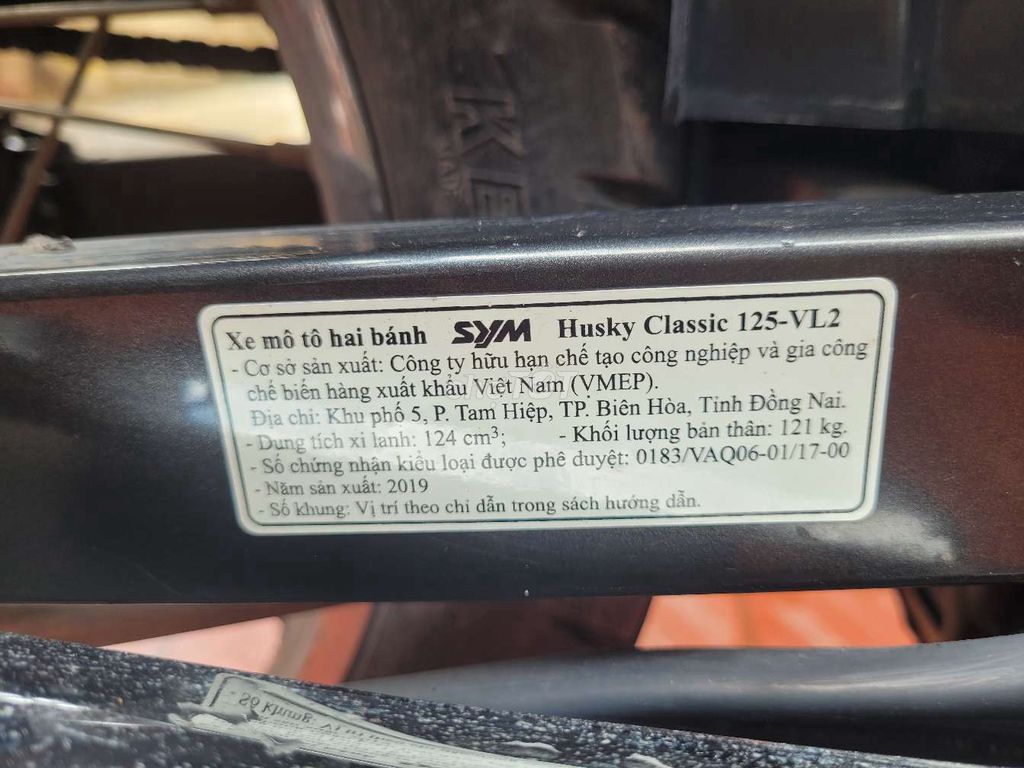 KE
Xe mô tô hai bánh SYM Husky Classic 125-VL2
- Cơ sở sản xuất: Công ty hữu hạn chế tạo công nghiệp và gia công
chế biến hàng xuất khẩu Việt Nam (VMEP).
Địa chỉ: Khu phố 5, P. Tam Hiệp, TP. Biên Hòa, Tỉnh Đồng Nai.
- Dung tích xi lanh: 124 cm³; - Khối lượng bản thân: 121 kg.
- Số chứng nhận kiểu loại được phê duyệt: 0183/VAQ06-01/17-00
- Năm sản xuất: 2019
- Số khung: Vị trí theo chỉ dẫn trong sách hướng dẫn.